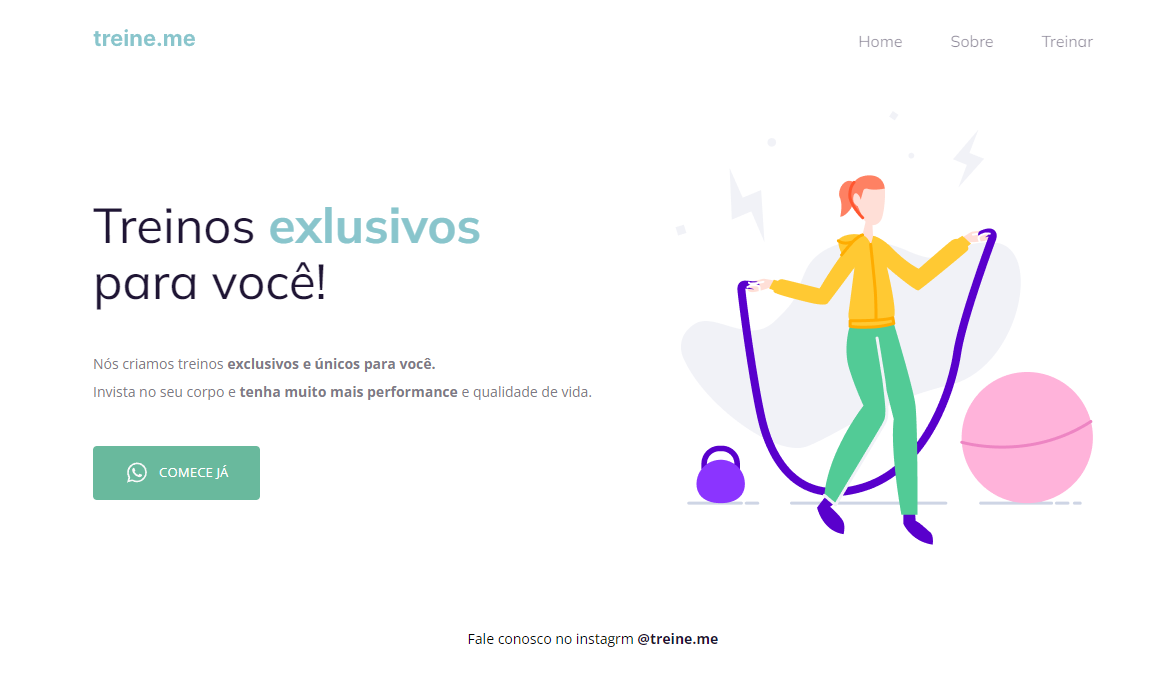 treine.me
Home Sobre Treinar
Treinos exlusivos
para você!
Nós criamos treinos exclusivos e únicos para você.
Invista no seu corpo e tenha muito mais performance e qualidade de vida.
COMECE JÁ
Fale conosco no instagrm @treine.me